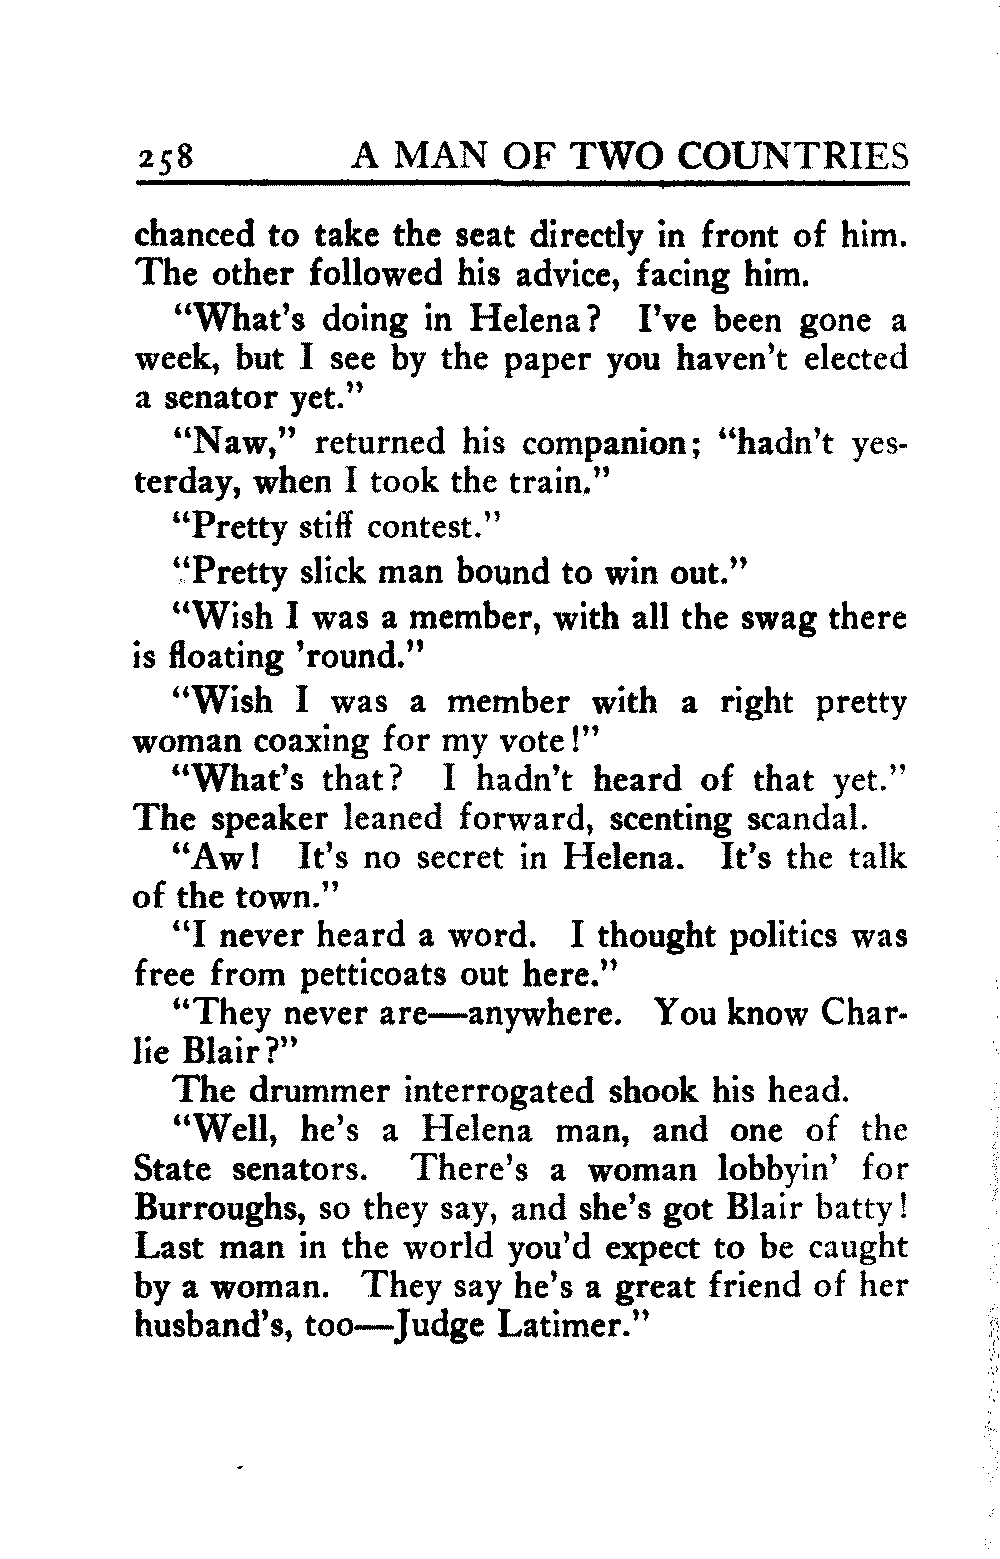 258 A MAN OF TWO COUNTRIES
chanced to take the seat directly in front of him.
The other followed his advice, facing him.
“What’s doing in Helena? I’ve been gone a
week, but I see by the paper you haven’t elected
a senator yet.”
“Naw,” returned his companion; “hadn’t yes-
terday, when I took the train.”
“Pretty stiff contest.”
“Pretty slick man bound to win out.”
“Wish I was a member, with all the swag there
is floating ’round.”
“Wish I was a member with a right pretty
woman coaxing for my vote!”
“What’s that? I hadn’t heard of that yet.”
The speaker leaned forward, scenting scandal.
“Aw! It’s no secret in Helena. It’s the talk
of the town.”
“I never heard a word. I thought politics was
free from petticoats out here.”
“They never are—anywhere. You know Char-
lie Blair?”
The drummer interrogated shook his head.
“Well, he’s a Helena man, and one of the
State senators. There’s a woman lobbyin’ for
Burroughs, so they say, and she’s got Blair batty!
Last man in the world you’d expect to be caught
by a woman. They say he’s a great friend of her
husband’s, too—Judge Latimer.”